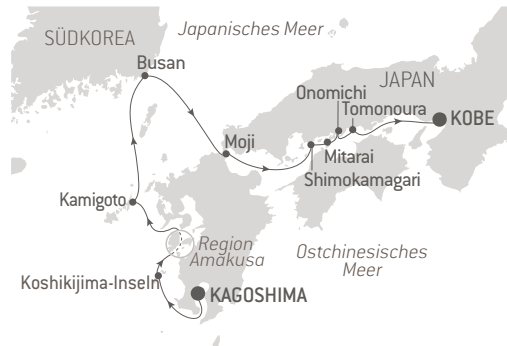 Japanisches Meer
SÜDKOREA
Busan
JAPAN
Onomichi
Tomonoura
KOBE
Moji
Mitarai
Shimokamagari
Kamigoto
Region
Amakusa
Ostchinesisches
Meer
Koshikijima-Inseln
KAGOSHIMA